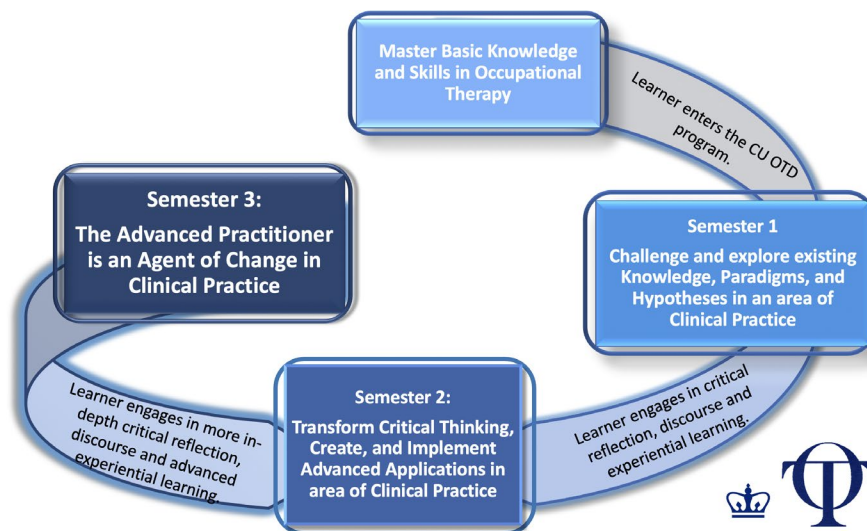 Master Basic Knowledge
and Skills in Occupational
Therapy
Learner enters the CU OTD
program.
Semester 1
Challenge and explore existing
Knowledge, Paradigms, and
Hypotheses in an area of
Clinical Practice
Learner engages in critical
reflection, discourse and
experiential learning.
Semester 2:
Transform Critical Thinking,
Create, and Implement
Advanced Applications in
area of Clinical Practice
Learner engages in more in-
depth critical reflection,
discourse and advanced
experiential learning.
Semester 3:
The Advanced Practitioner
is an Agent of Change in
Clinical Practice
OT